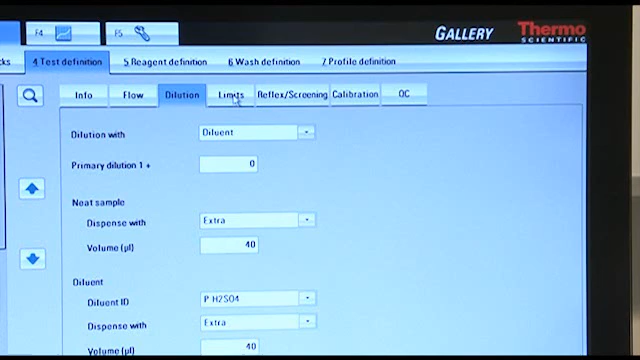 F4 F5 GALLERY Thermo
SCIENTIFIC
cks 4 Test definition 5 Reagent definition 6 Wash definition 7 Profile definition
Info Flow Dilution Limits Reflex/Screening Calibration QC
Dilution with Diluent
Primary dilution 1 + 0
Neat sample
Dispense with Extra
Volume (µl) 40
Diluent
Diluent ID P H2SO4
Dispense with Extra
Volume (µl) 40